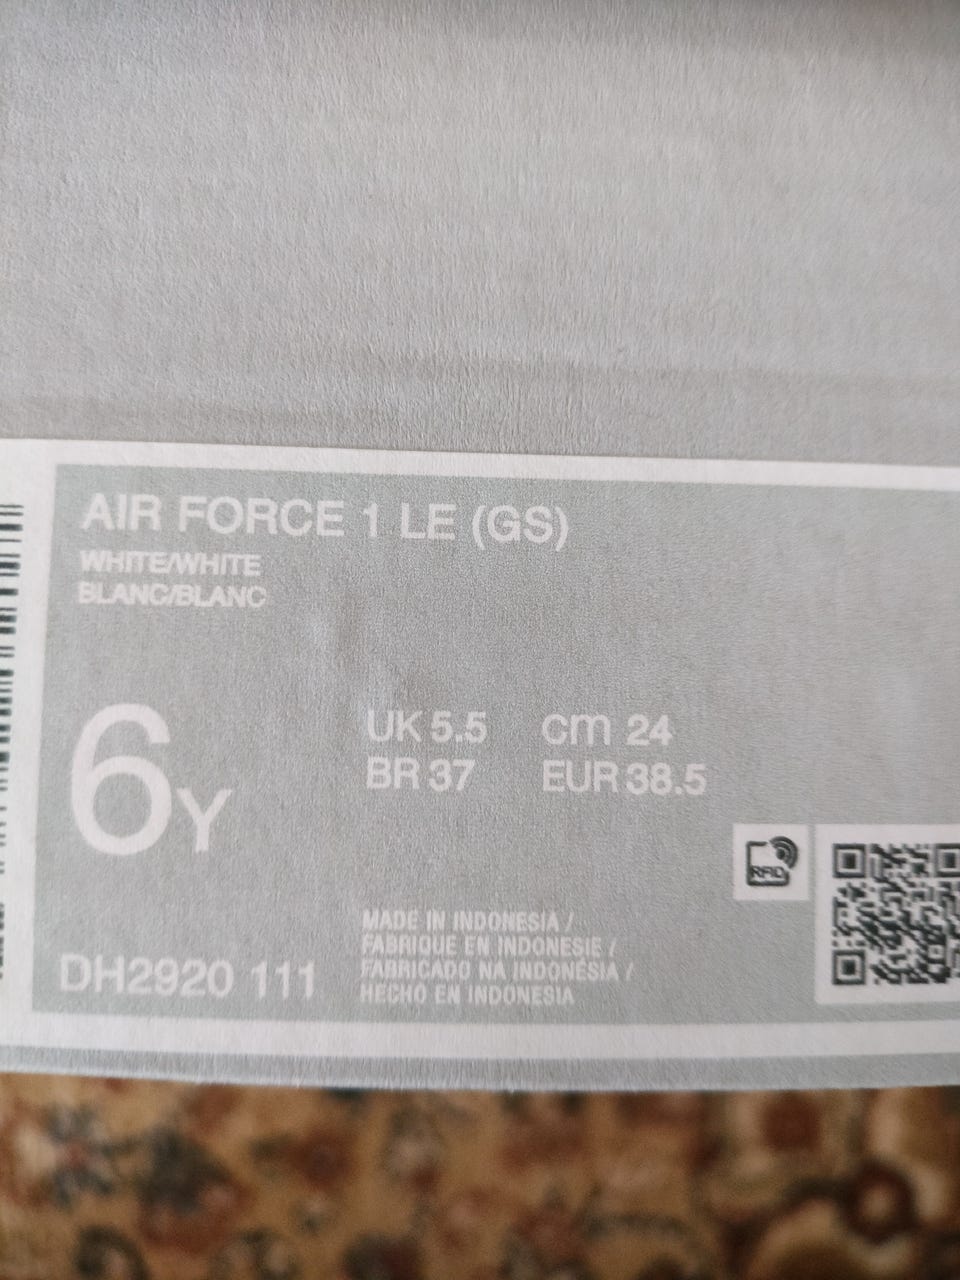 AIR FORCE 1 LE (GS)
WHITE/WHITE
BLANC/BLANC
6Y
UK 5.5 cm 24
BR 37 EUR 38.5
RFID
MADE IN INDONESIA /
FABRIQUE EN INDONESIE /
FABRICADO NA INDONÉSIA /
HECHO EN INDONESIA
DH2920 111